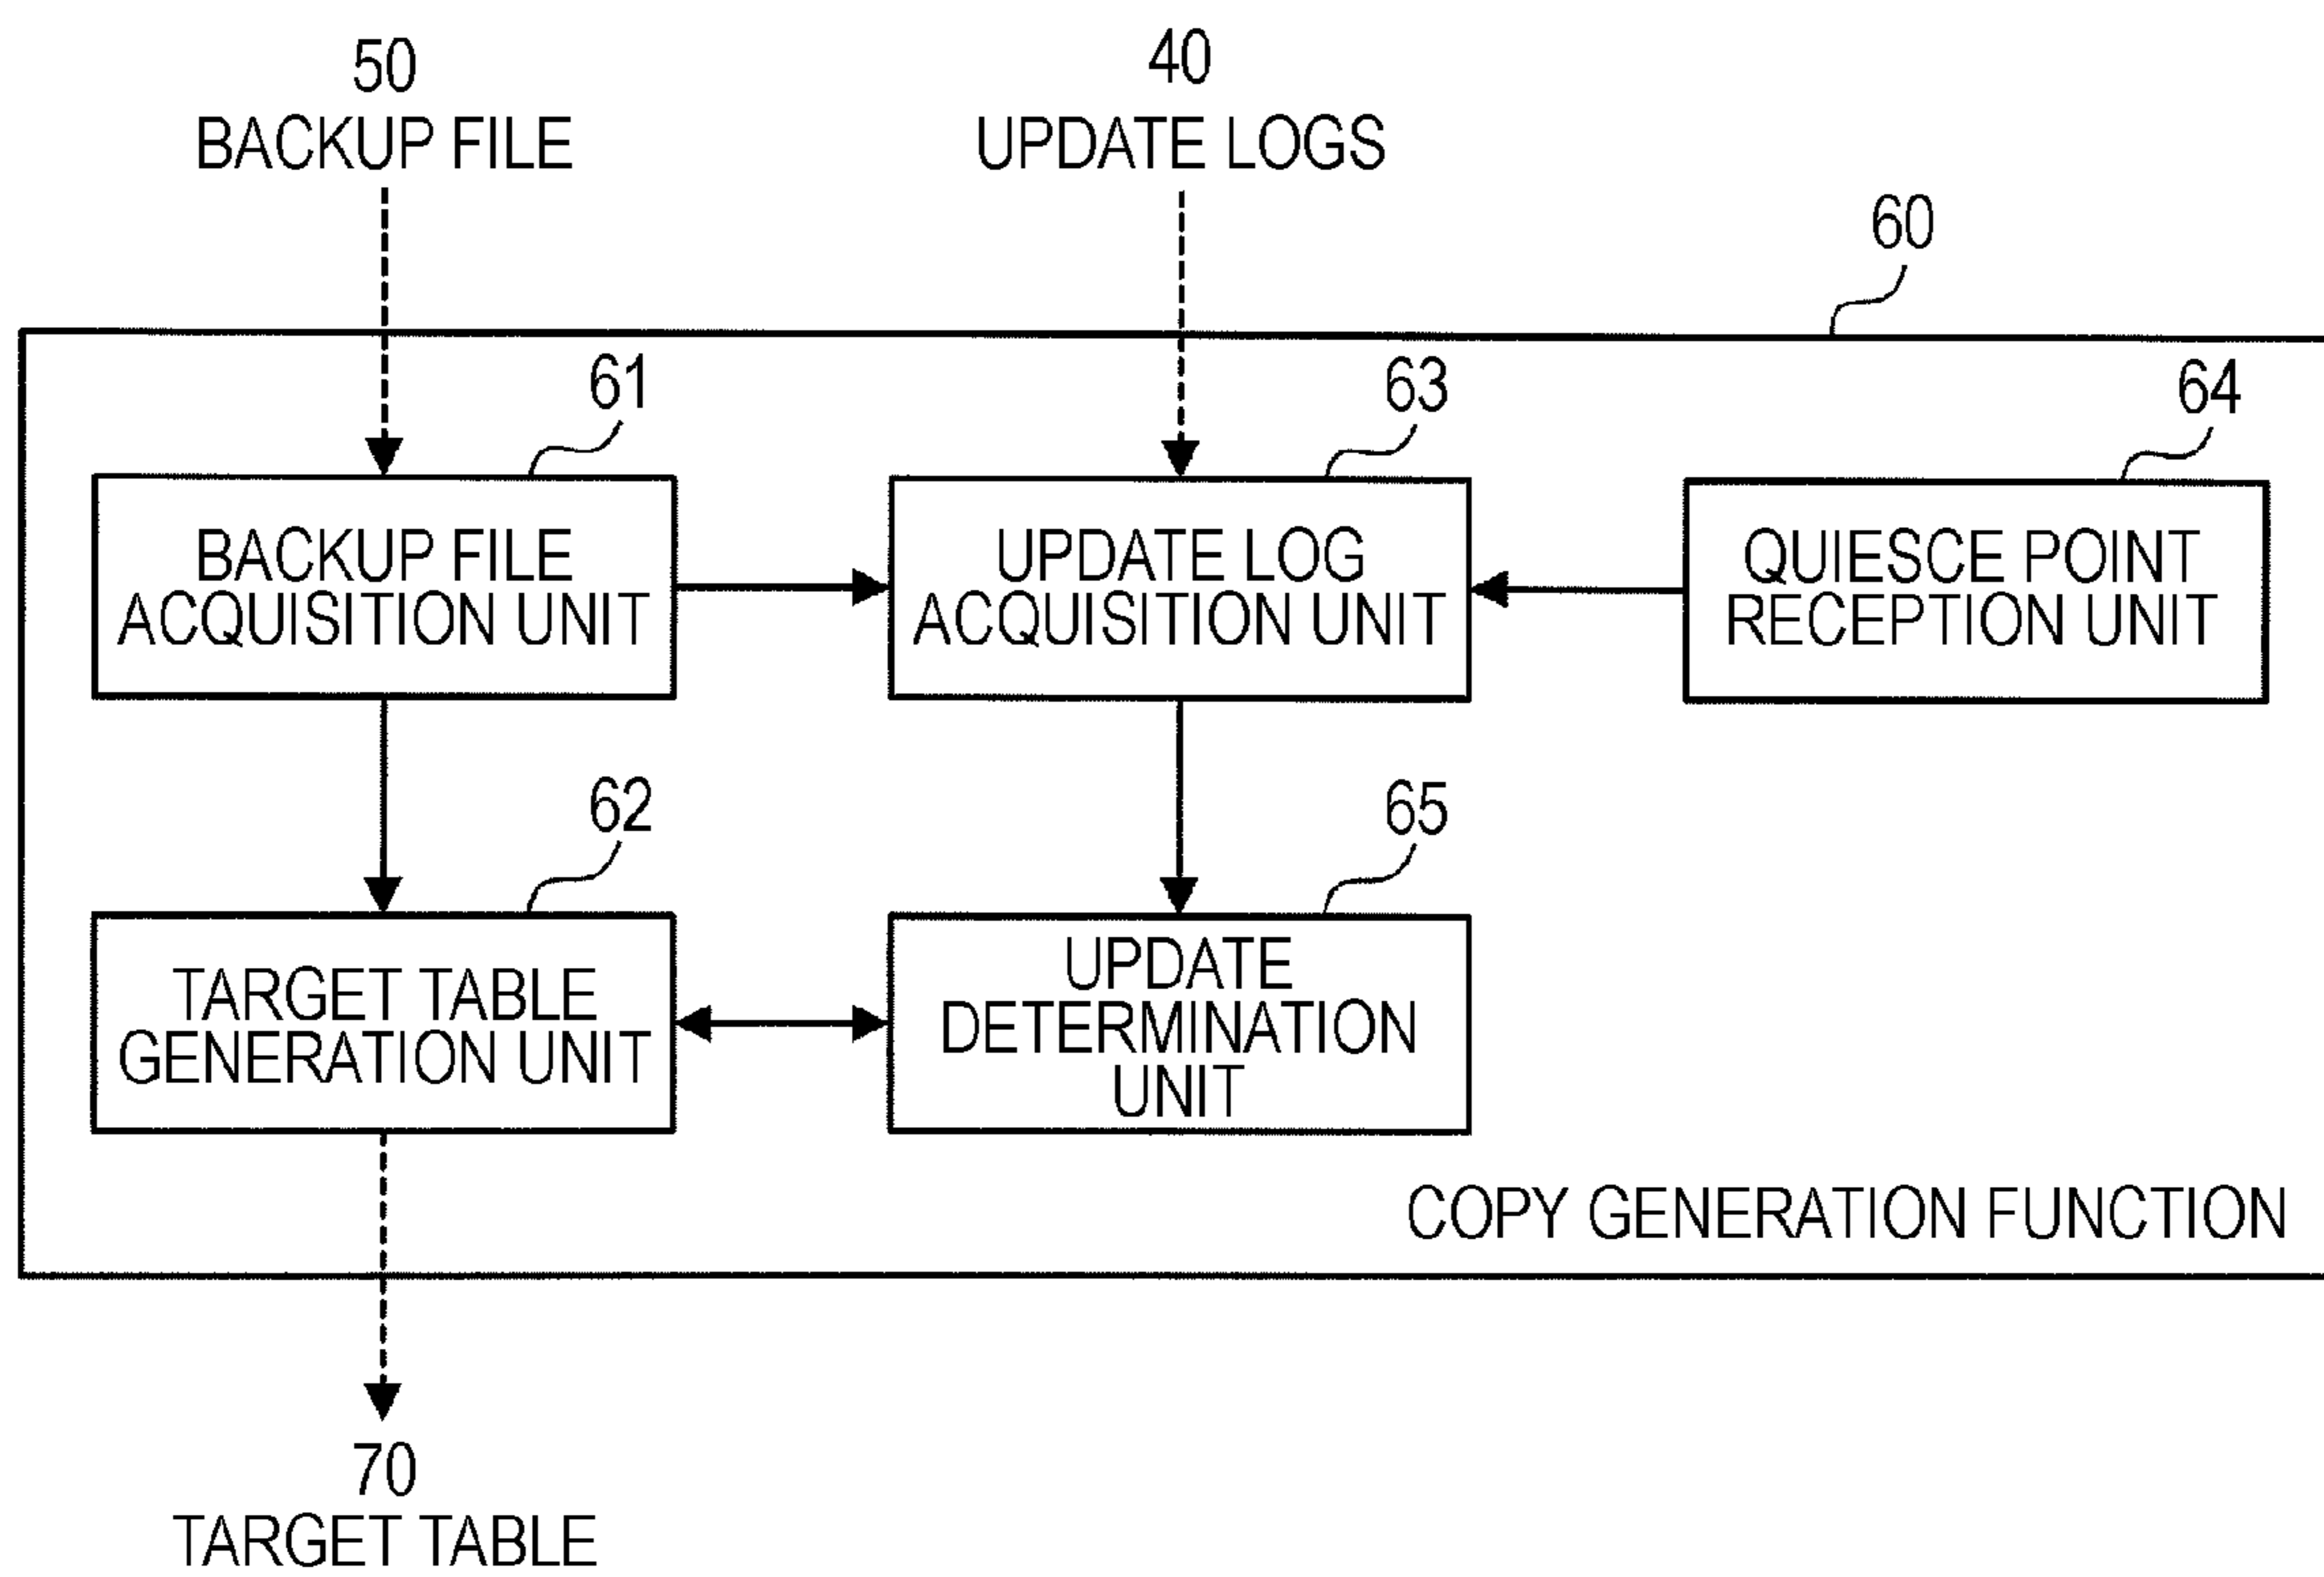 50
BACKUP FILE
40
UPDATE LOGS
60
61
63
64
BACKUP FILE
ACQUISITION UNIT
UPDATE LOG
ACQUISITION UNIT
QUIESCE POINT
RECEPTION UNIT
62
65
TARGET TABLE
GENERATION UNIT
UPDATE
DETERMINATION
UNIT
COPY GENERATION FUNCTION
70
TARGET TABLE